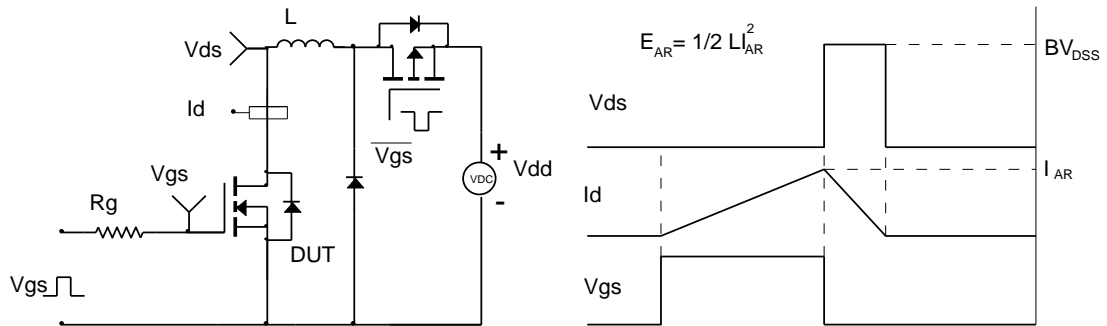 L
Vds
Id
Vgs
Vgs
Rg
DUT
Vgs
VDC
+
Vdd
-
E_AR = 1/2 LI_AR^2
BV_DSS
Vds
I_AR
Id
Vgs